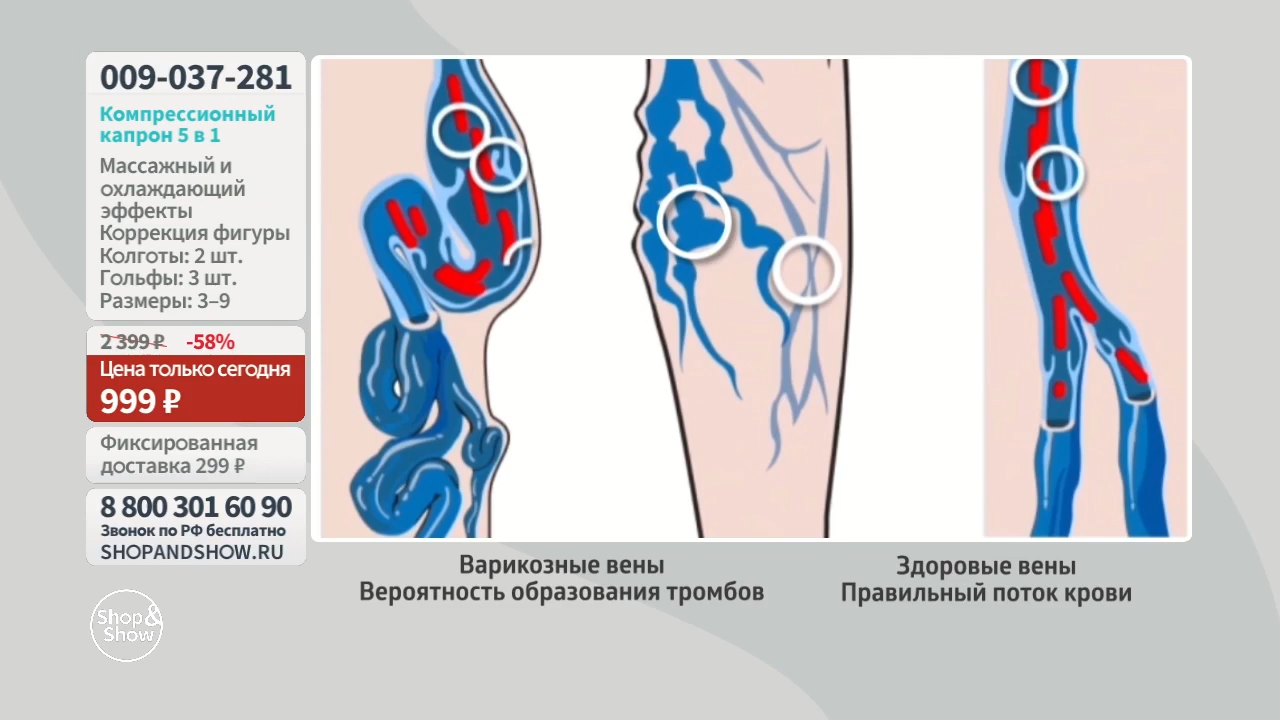 009-037-281
Компрессионный
капрон 5 в 1
Массажный и
охлаждающий
эффекты
Коррекция фигуры
Колготы: 2 шт.
Гольфы: 3 шт.
Размеры: 3–9
2 399 ₽ -58%
Цена только сегодня
999 ₽
Фиксированная
доставка 299 ₽
8 800 301 60 90
Звонок по РФ бесплатно
SHOPANDSHOW.RU
Shop&
Show
Варикозные вены
Вероятность образования тромбов
Здоровые вены
Правильный поток крови